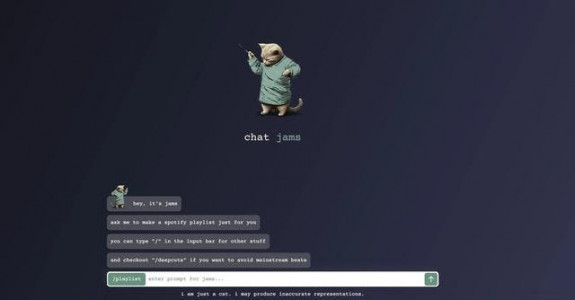 chat jams
hey, it's jams
ask me to make a spotify playlist just for you
you can type "/" in the input bar for other stuff
and checkout "/deepcuts" if you want to avoid mainstream beats
/playlist enter prompt for jams...
i am just a cat. i may produce inaccurate representations.